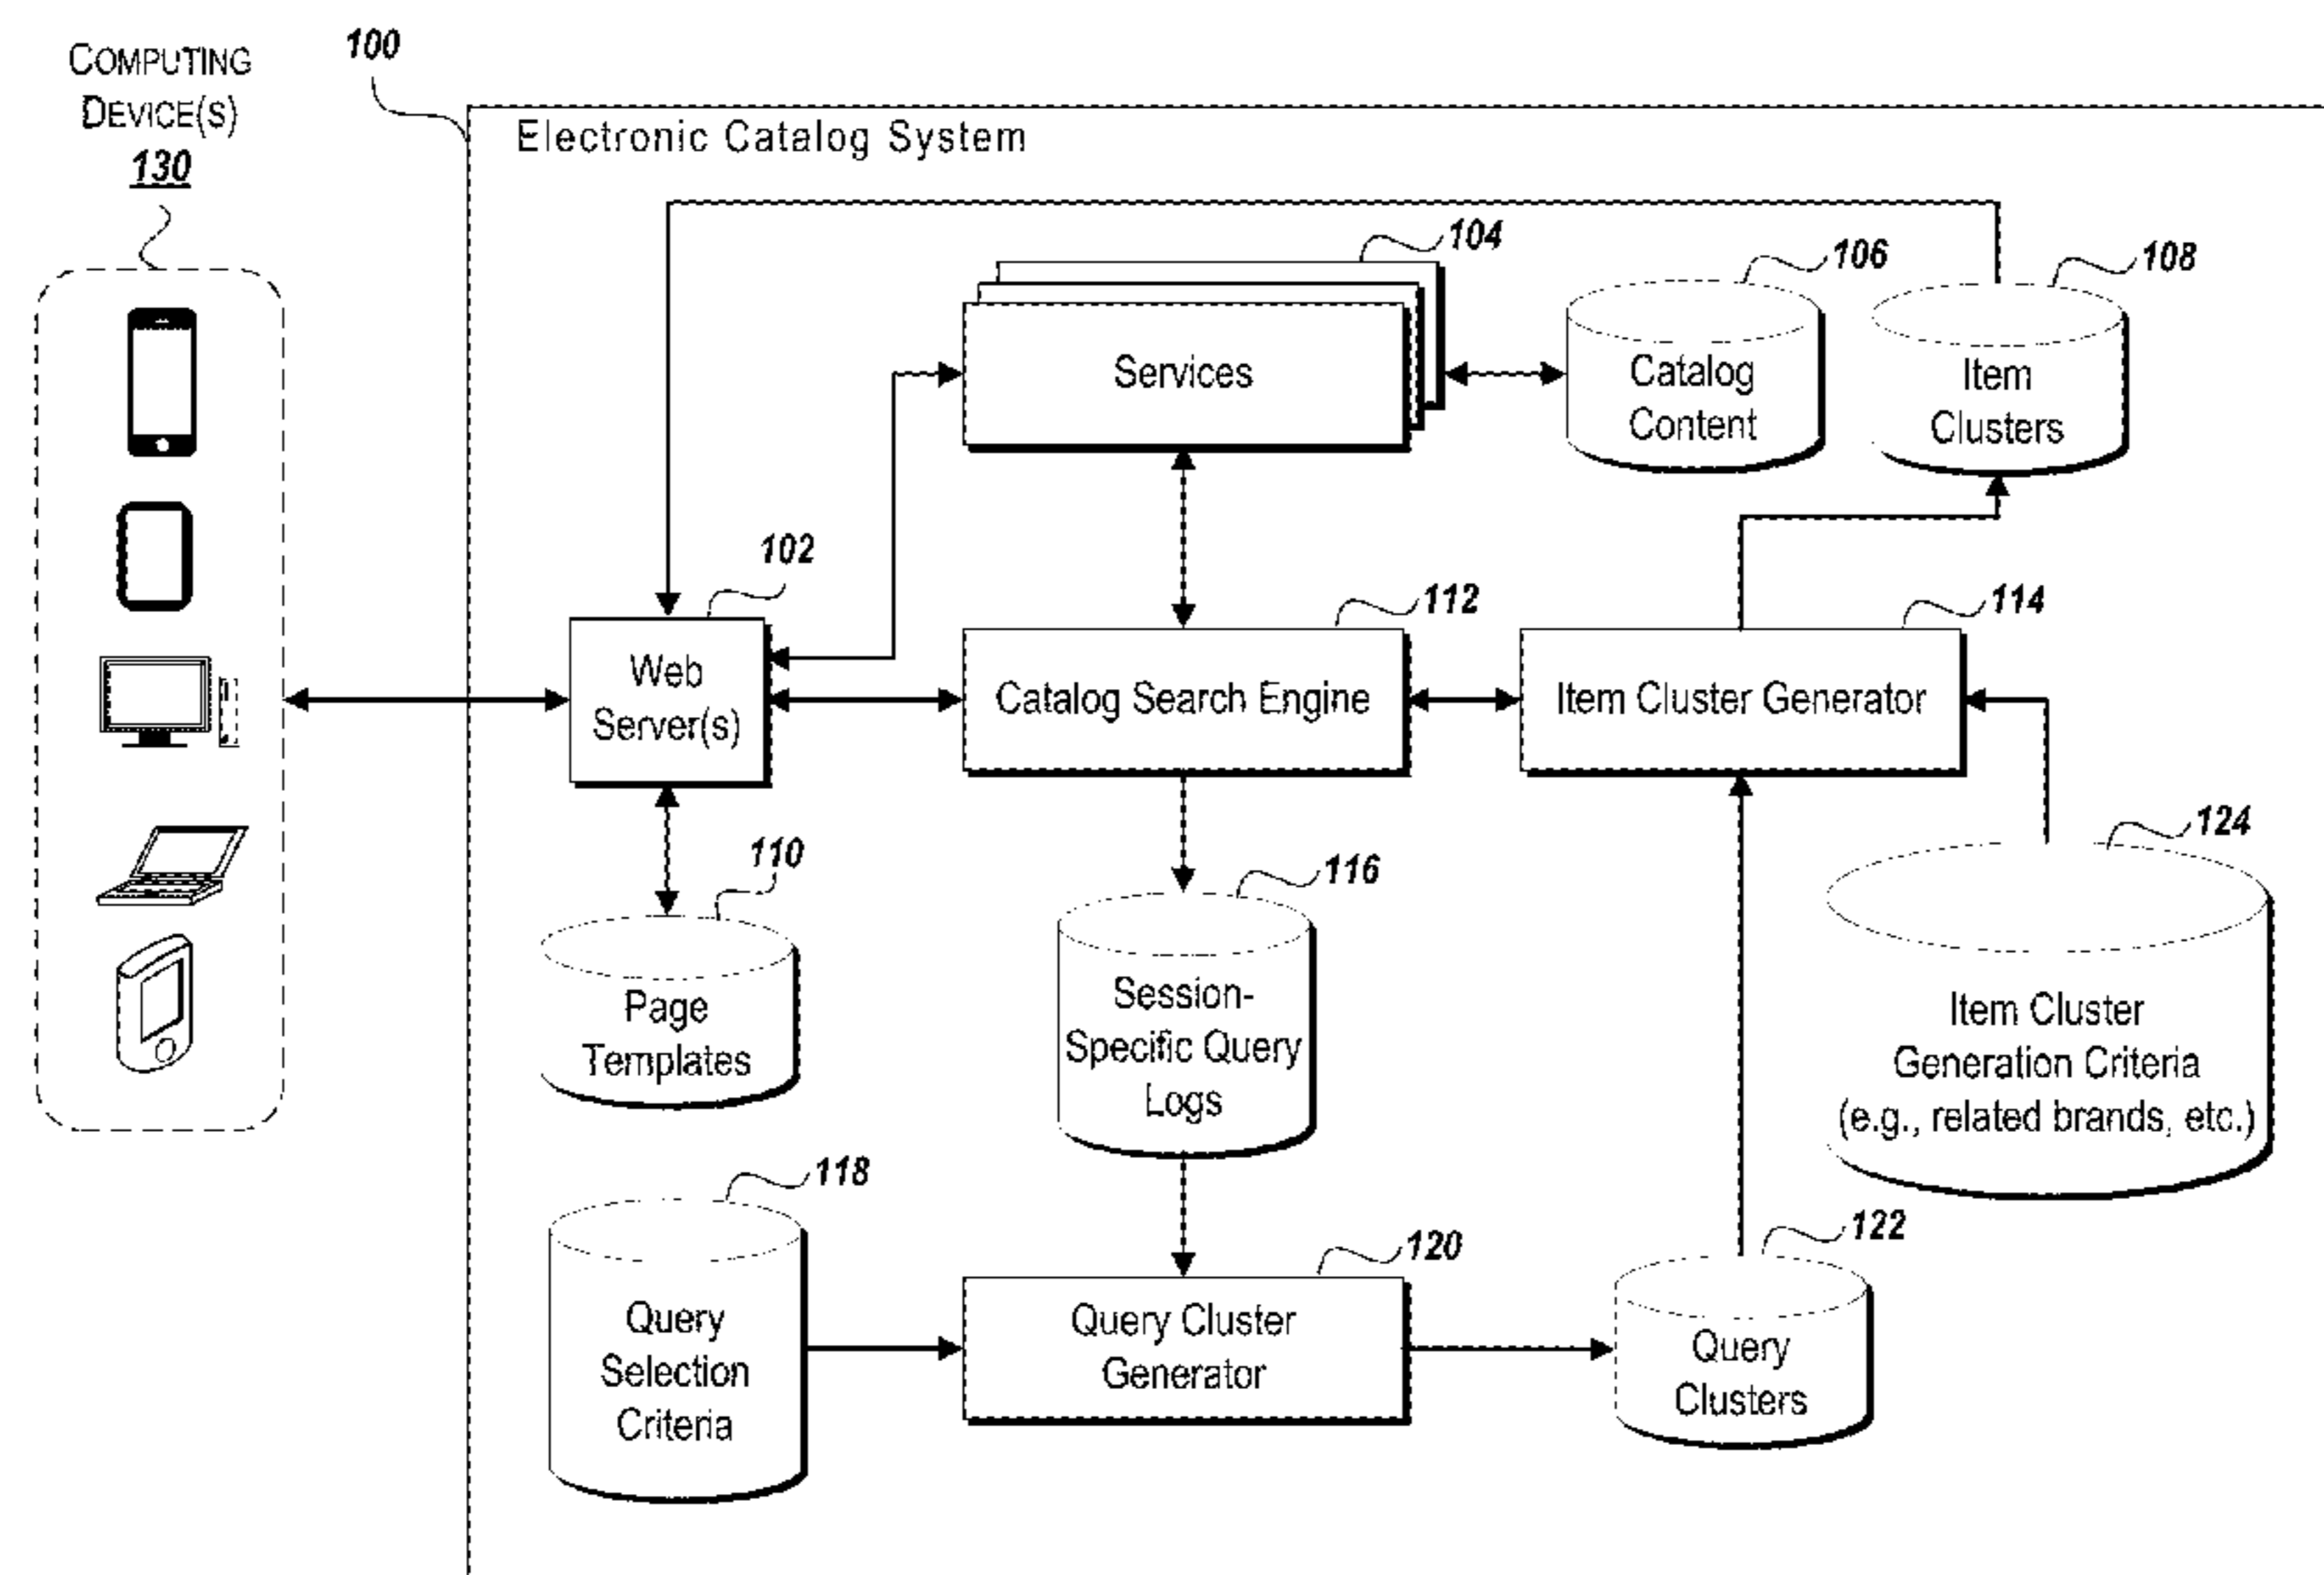 COMPUTING
DEVICE(S)
130
100
Electronic Catalog System
104
106
108
Services
Catalog
Content
Item
Clusters
102
112
114
Web
Server(s)
Catalog Search Engine
Item Cluster Generator
110
116
124
Page
Templates
Session-
Specific Query
Logs
Item Cluster
Generation Criteria
(e.g., related brands, etc.)
118
120
122
Query
Selection
Criteria
Query Cluster
Generator
Query
Clusters